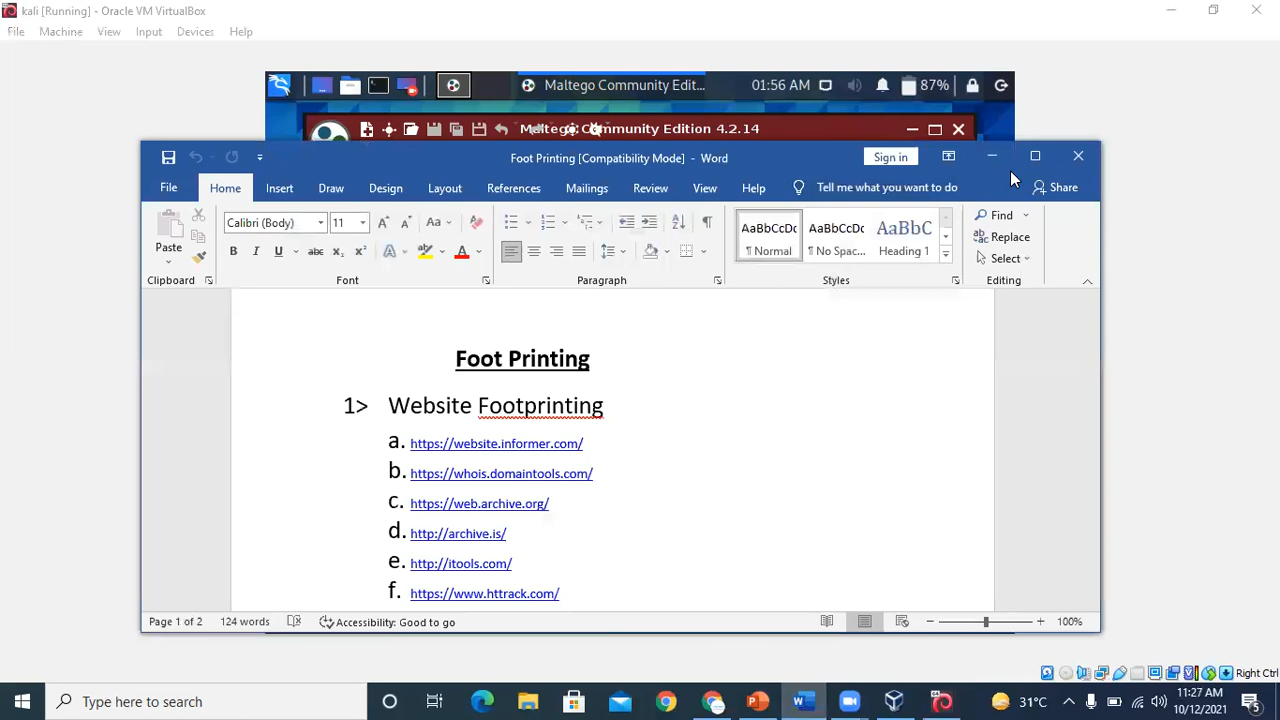 kali [Running] - Oracle VM VirtualBox
File Machine View Input Devices Help
Maltego Community Edit... 01:56 AM 87%
Maltego Community Edition 4.2.14
Foot Printing [Compatibility Mode] - Word Sign in
File Home Insert Draw Design Layout References Mailings Review View Help Tell me what you want to do Share
Calibri (Body) 11 Aa AaBbCcDc AaBbCcDc AaBbC Find
Paste B I U abc x₂ x² A A ¶ Normal ¶ No Spac... Heading 1 Replace
Select
Clipboard Font Paragraph Styles Editing
Foot Printing
1> Website Footprinting
a. https://website.informer.com/
b. https://whois.domaintools.com/
c. https://web.archive.org/
d. http://archive.is/
e. http://itools.com/
f. https://www.httrack.com/
Page 1 of 2 124 words Accessibility: Good to go 100%
Right Ctrl
Type here to search 31°C 11:27 AM
10/12/2021 5